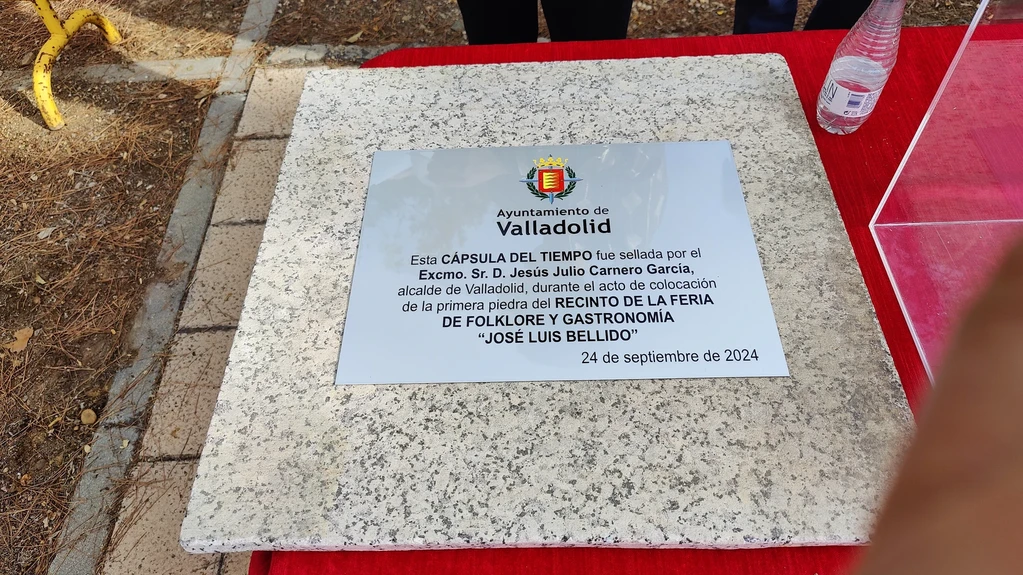 Ayuntamiento de
Valladolid
Esta CÁPSULA DEL TIEMPO fue sellada por el
Excmo. Sr. D. Jesús Julio Carnero García,
alcalde de Valladolid, durante el acto de colocación
de la primera piedra del RECINTO DE LA FERIA
DE FOLKLORE Y GASTRONOMÍA
“JOSÉ LUIS BELLIDO”
24 de septiembre de 2024